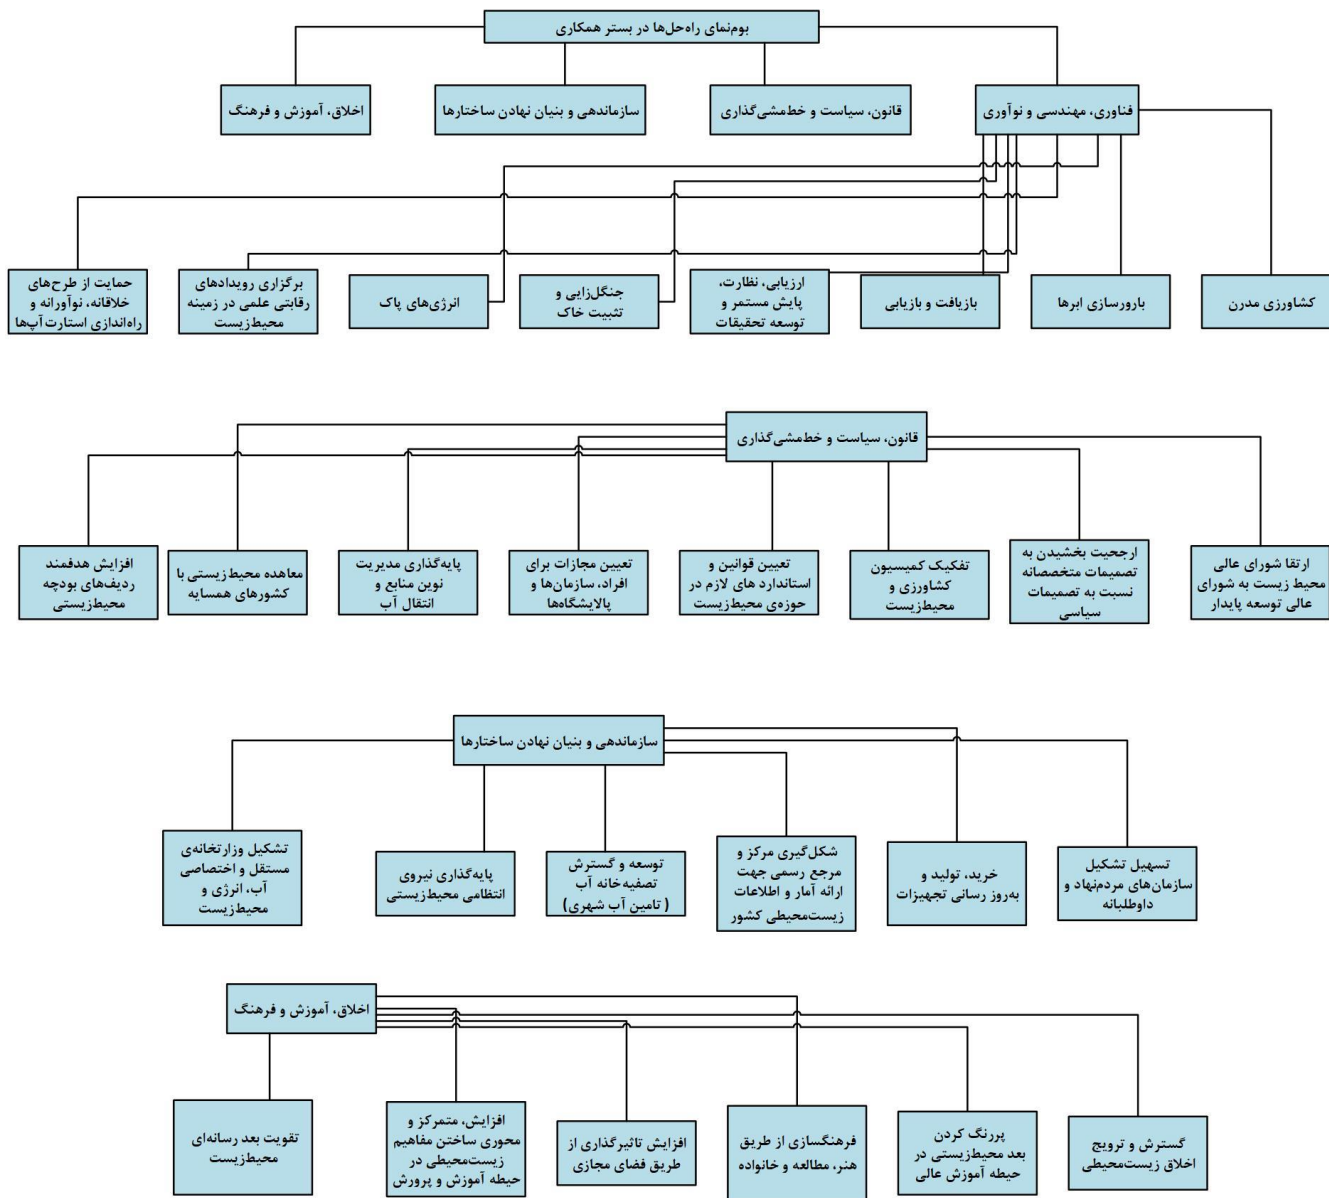 بوم‌نمای راه‌حل‌ها در بستر همکاری
فناوری، مهندسی و نوآوری
قانون، سیاست و خط‌مشی‌گذاری
سازماندهی و بنیان نهادن ساختارها
اخلاق، آموزش و فرهنگ
کشاورزی مدرن
بارورسازی ابرها
بازیافت و بازیابی
ارزیابی، نظارت،
پایش مستمر و
توسعه تحقیقات
جنگل‌زایی و
تثبیت خاک
انرژی‌های پاک
برگزاری رویدادهای
رقابتی علمی در زمینه
محیط‌زیست
حمایت از طرح‌های
خلاقانه، نوآورانه و
راه‌اندازی استارت‌آپ‌ها
قانون، سیاست و خط‌مشی‌گذاری
ارتقا شورای عالی
محیط زیست به شورای
عالی توسعه پایدار
ارجحیت بخشیدن به
تصمیمات متخصصانه
نسبت به تصمیمات
سیاسی
تفکیک کمیسیون
کشاورزی و
محیط‌زیست
تعیین قوانین و
استاندارد های لازم در
حوزه‌ی محیط‌زیست
تعیین مجازات برای
افراد، سازمان‌ها و
پالایشگاه‌ها
پایه‌گذاری مدیریت
نوین منابع و
انتقال آب
معاهده محیط‌زیستی با
کشورهای همسایه
افزایش هدفمند
ردیف‌های بودجه
محیط‌زیستی
سازماندهی و بنیان نهادن ساختارها
تسهیل تشکیل
سازمان‌های مردم‌نهاد و
داوطلبانه
خرید، تولید و
به‌روز رسانی تجهیزات
شکل‌گیری مرکز و
مرجع رسمی جهت
ارائه آمار و اطلاعات
زیست‌محیطی کشور
توسعه و گسترش
تصفیه‌خانه آب
( تامین آب شهری)
پایه‌گذاری نیروی
انتظامی محیط‌زیستی
تشکیل وزارتخانه‌ی
مستقل و اختصاصی
آب، انرژی و
محیط‌زیست
اخلاق، آموزش و فرهنگ
گسترش و ترویج
اخلاق زیست‌محیطی
پررنگ کردن
بعد محیط‌زیستی در
حیطه آموزش عالی
فرهنگسازی از طریق
هنر، مطالعه و خانواده
افزایش تاثیرگذاری از
طریق فضای مجازی
افزایش، متمرکز و
محوری ساختن مفاهیم
زیست‌محیطی در
حیطه آموزش و پرورش
تقویت بعد رسانه‌ای
محیط‌زیست